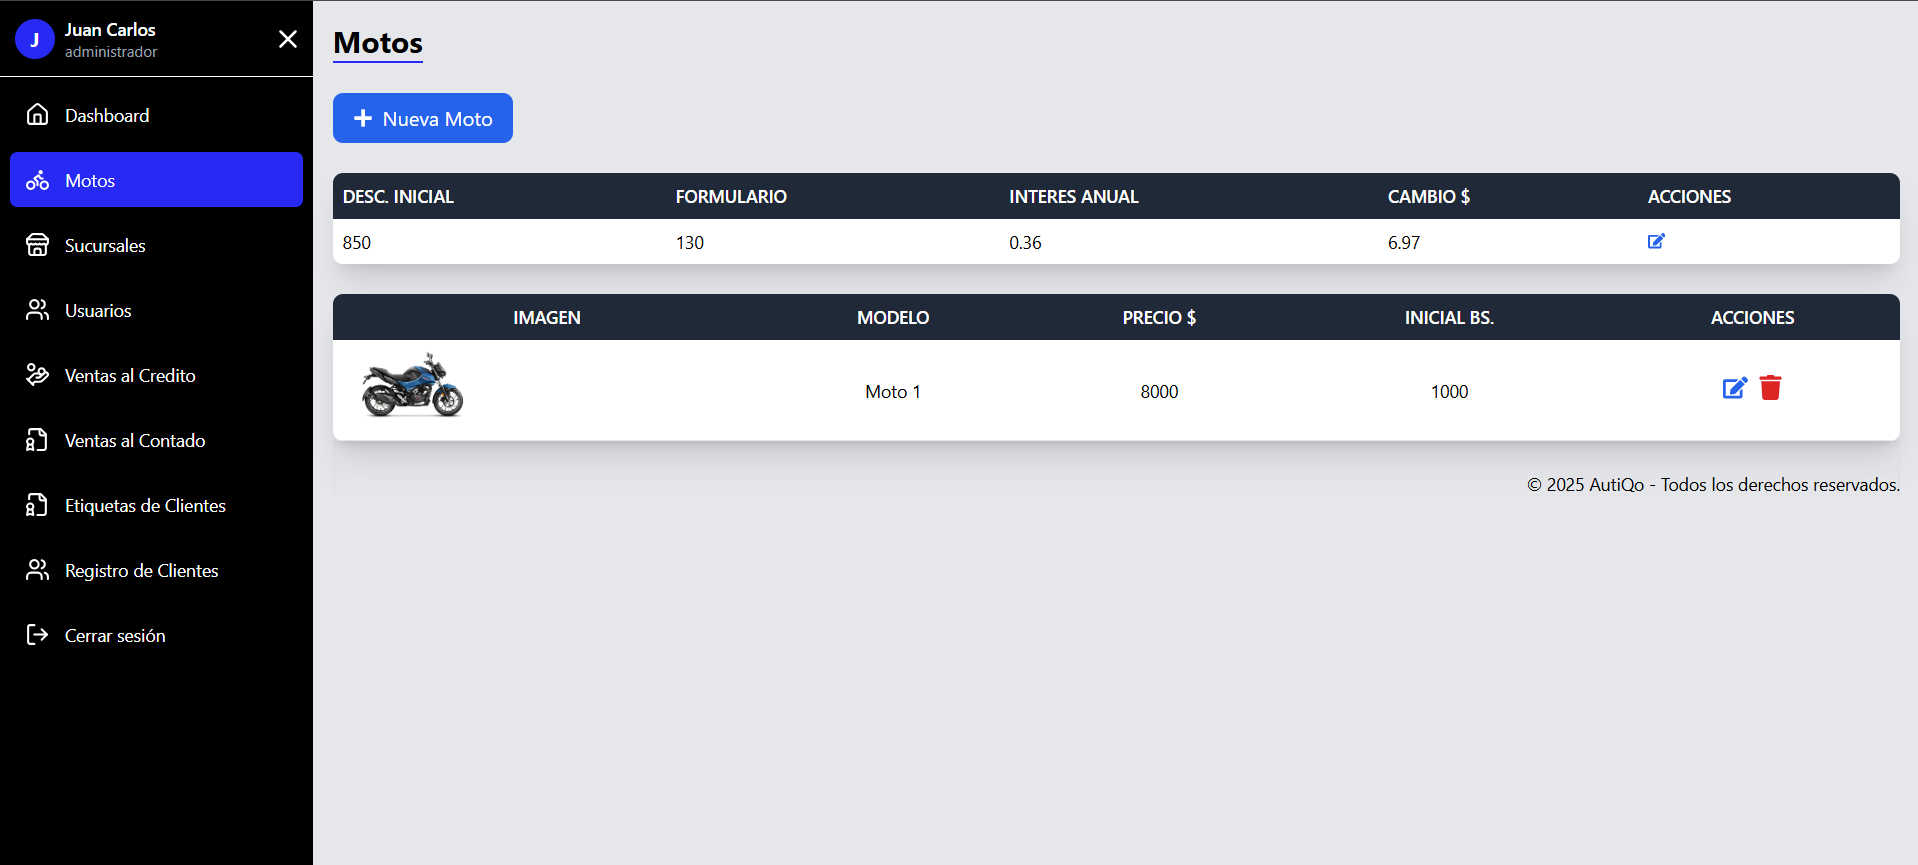 J
Juan Carlos
administrador
Dashboard
Motos
Sucursales
Usuarios
Ventas al Credito
Ventas al Contado
Etiquetas de Clientes
Registro de Clientes
Cerrar sesión
Motos
Nueva Moto
DESC. INICIAL FORMULARIO INTERES ANUAL CAMBIO $ ACCIONES
850 130 0.36 6.97
IMAGEN MODELO PRECIO $ INICIAL BS. ACCIONES
Moto 1 8000 1000
© 2025 AutiQo - Todos los derechos reservados.